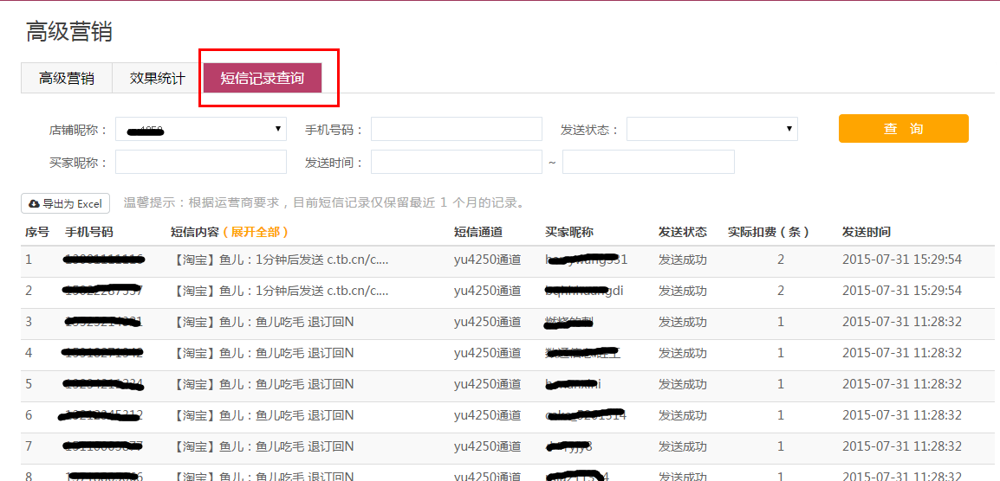 高级营销
高级营销 效果统计 短信记录查询
店铺昵称： 手机号码： 发送状态： 查 询
买家昵称： 发送时间： ~
导出为 Excel 温馨提示：根据运营商要求，目前短信记录仅保留最近 1 个月的记录。
序号 手机号码 短信内容（展开全部） 短信通道 买家昵称 发送状态 实际扣费（条） 发送时间
1 【淘宝】鱼儿：1分钟后发送 c.tb.cn/c.... yu4250通道 发送成功 2 2015-07-31 15:29:54
2 【淘宝】鱼儿：1分钟后发送 c.tb.cn/c.... yu4250通道 发送成功 2 2015-07-31 15:29:54
3 【淘宝】鱼儿：鱼儿吃毛 退订回N yu4250通道 发送成功 1 2015-07-31 11:28:32
4 【淘宝】鱼儿：鱼儿吃毛 退订回N yu4250通道 发送成功 1 2015-07-31 11:28:32
5 【淘宝】鱼儿：鱼儿吃毛 退订回N yu4250通道 发送成功 1 2015-07-31 11:28:32
6 【淘宝】鱼儿：鱼儿吃毛 退订回N yu4250通道 发送成功 1 2015-07-31 11:28:32
7 【淘宝】鱼儿：鱼儿吃毛 退订回N yu4250通道 发送成功 1 2015-07-31 11:28:32
8 【淘宝】鱼儿：鱼儿吃毛 退订回N yu4250通道 发送成功 1 2015-07-31 11:28:32